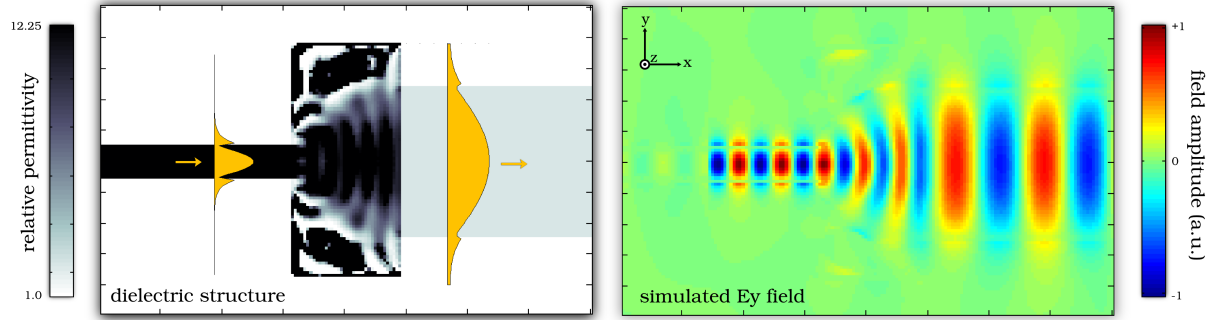 12.25
relative permittivity
1.0
dielectric structure
y
z
x
simulated Ey field
+1
0
-1
field amplitude (a.u.)